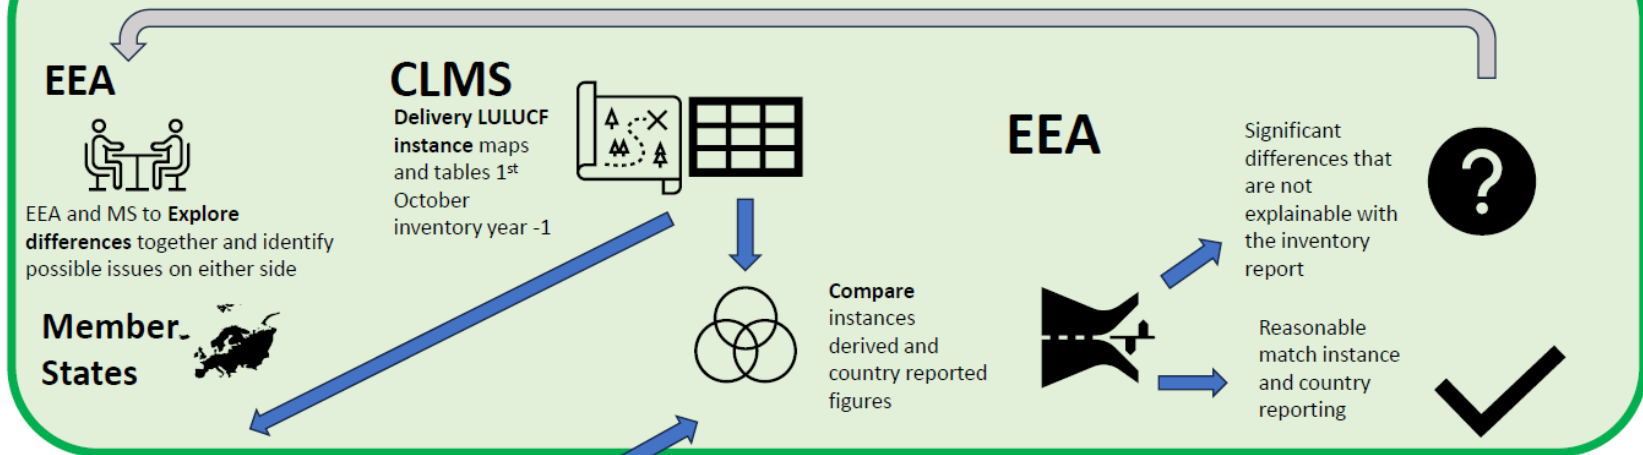 EEA
EEA and MS to Explore
differences together and identify
possible issues on either side
Member
States
CLMS
Delivery LULUCF
instance maps
and tables 1st
October
inventory year -1
Compare
instances
derived and
country reported
figures
EEA
Significant
differences that
are not
explainable with
the inventory
report
?
Reasonable
match instance
and country
reporting